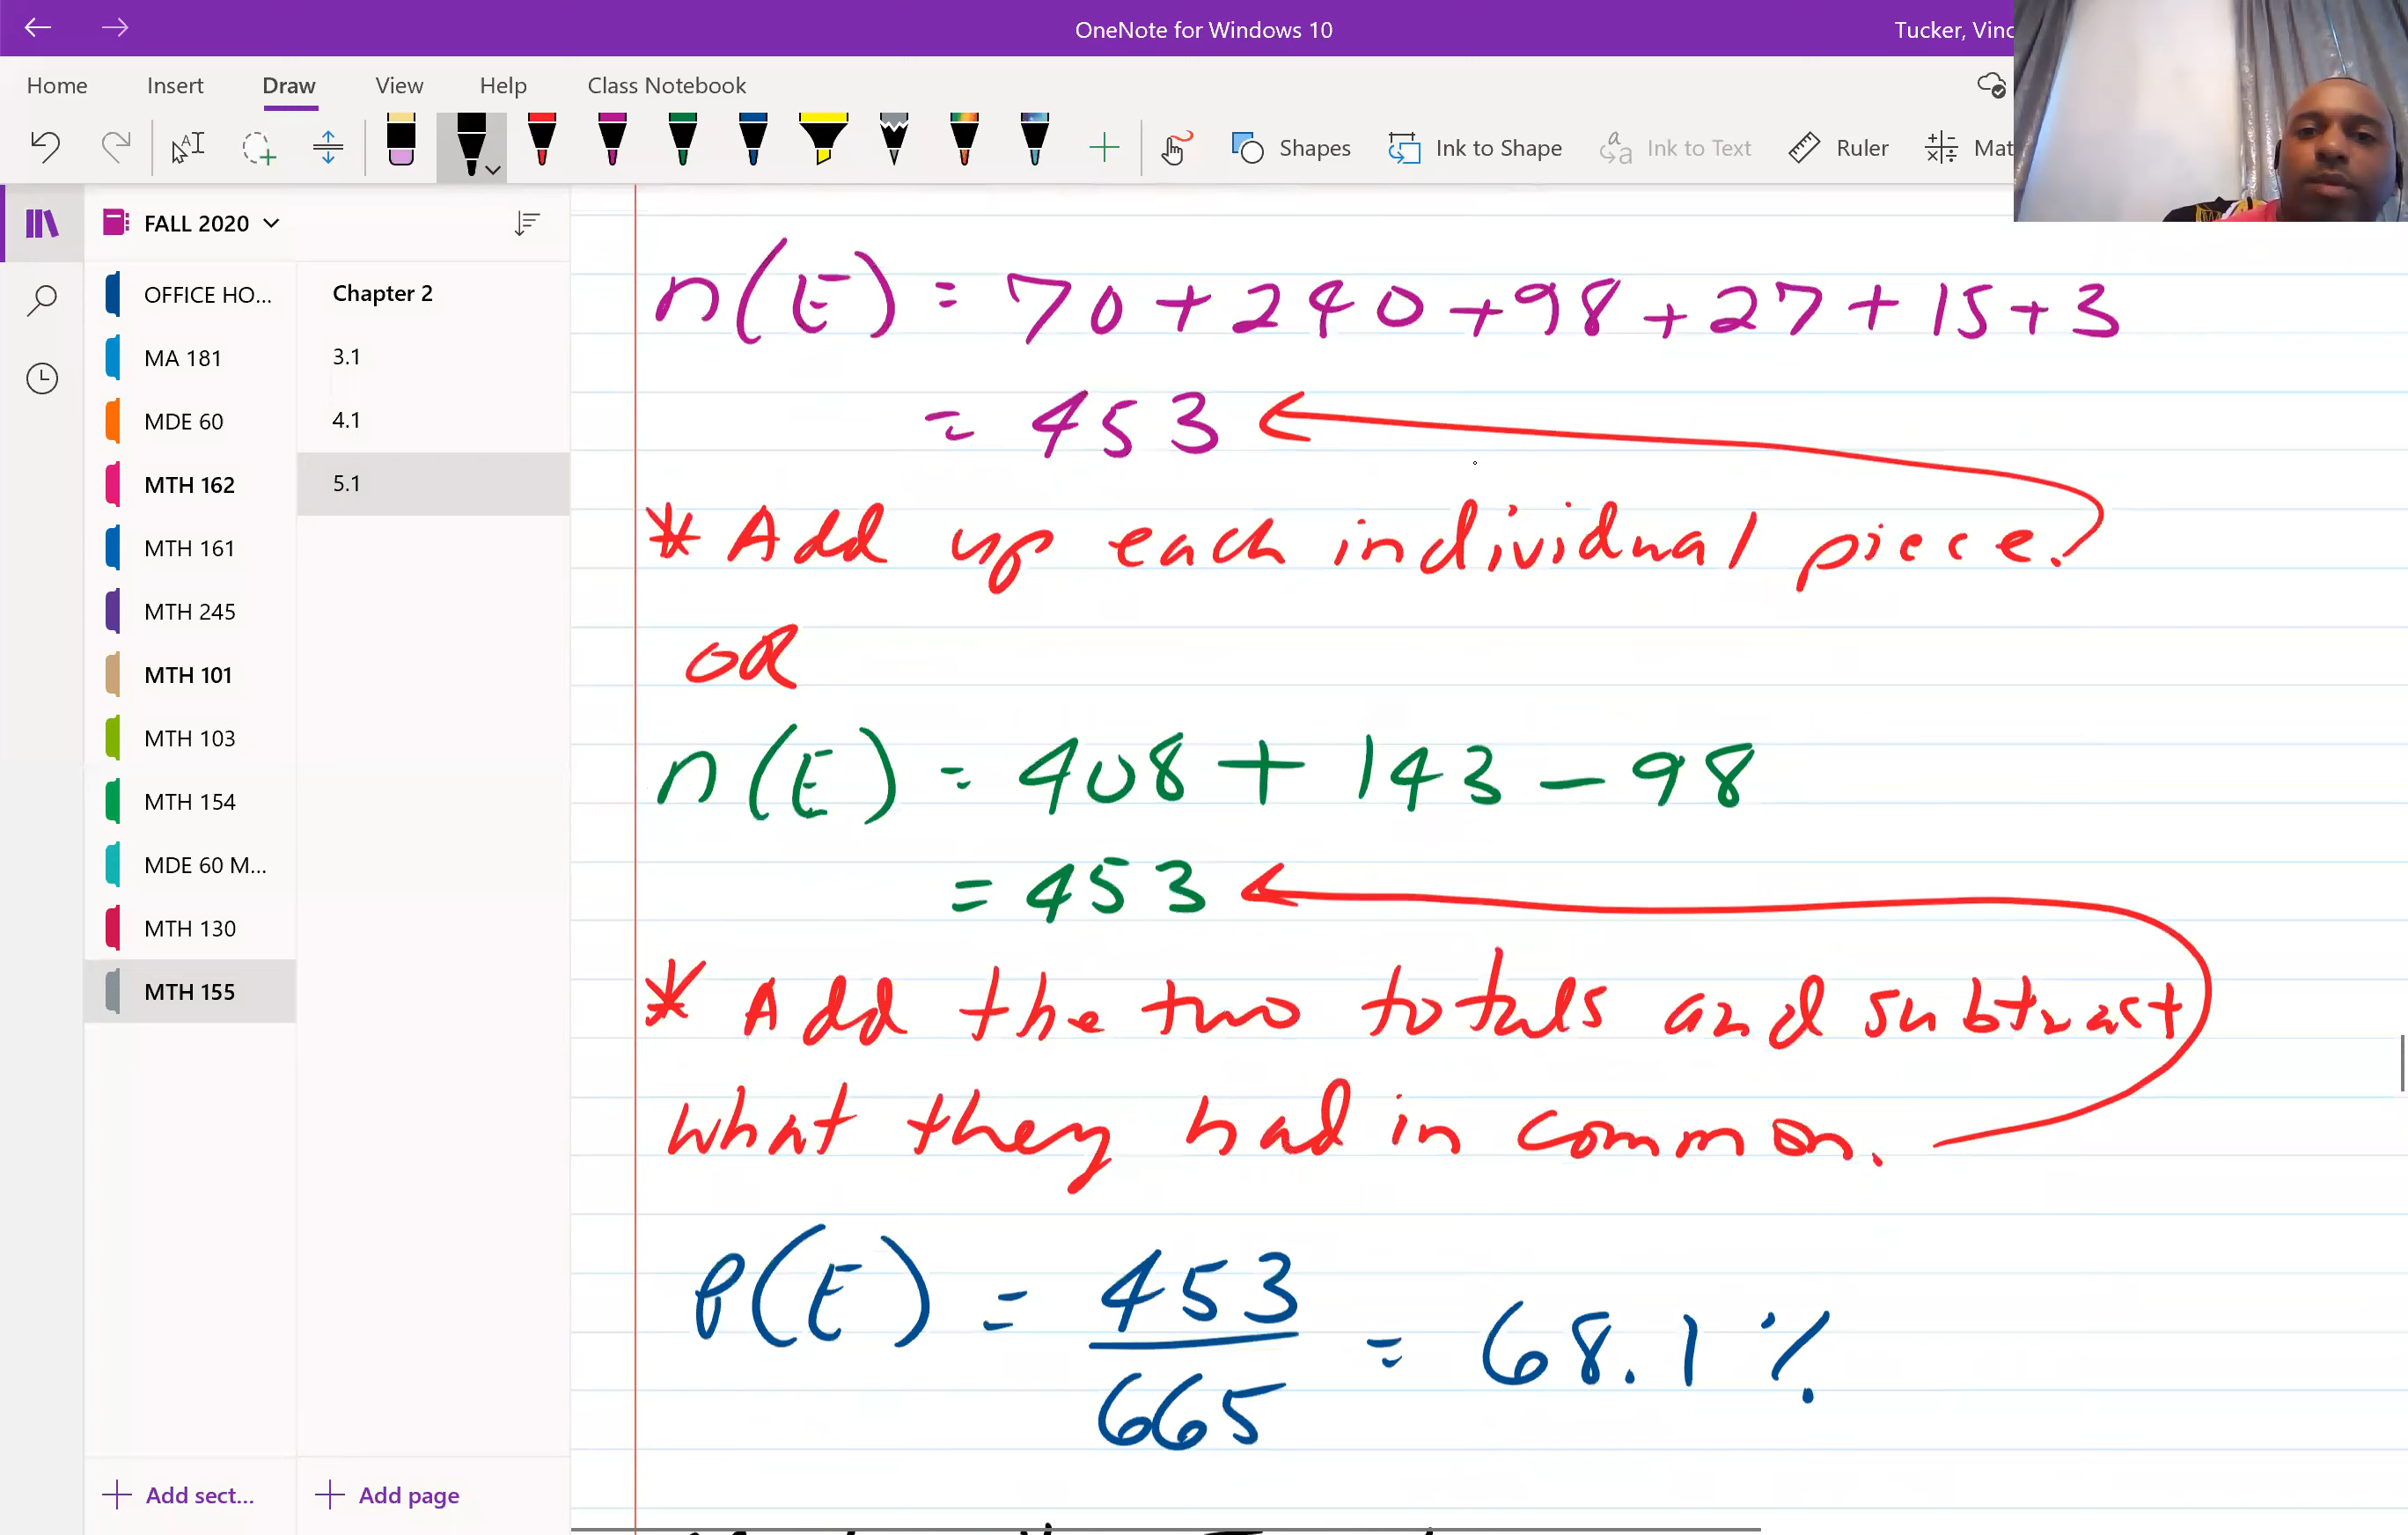 OneNote for Windows 10
Tucker, Vinc
Home Insert Draw View Help Class Notebook
Shapes Ink to Shape Ink to Text Ruler Mat
FALL 2020
OFFICE HO...
MA 181
MDE 60
MTH 162
MTH 161
MTH 245
MTH 101
MTH 103
MTH 154
MDE 60 M...
MTH 130
MTH 155
Add sect...
Chapter 2
3.1
4.1
5.1
Add page
n(E) = 70 + 240 + 98 + 27 + 15 + 3
= 453
* Add up each individual piece.
OR
n(E) = 408 + 143 - 98
= 453
* Add the two totals and subtract
what they had in common.
P(E) = 453/665 = 68.1%